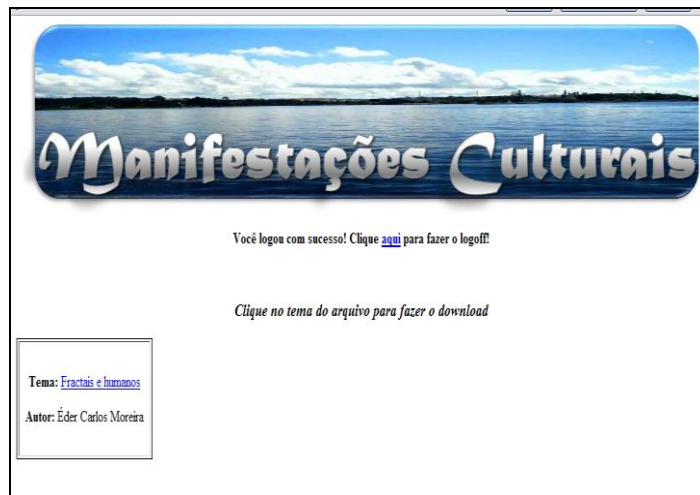 Manifestações Culturais
Você logou com sucesso! Clique aqui para fazer o logoff!
Clique no tema do arquivo para fazer o download
Tema: Fractais e humanos
Autor: Éder Carlos Moreira